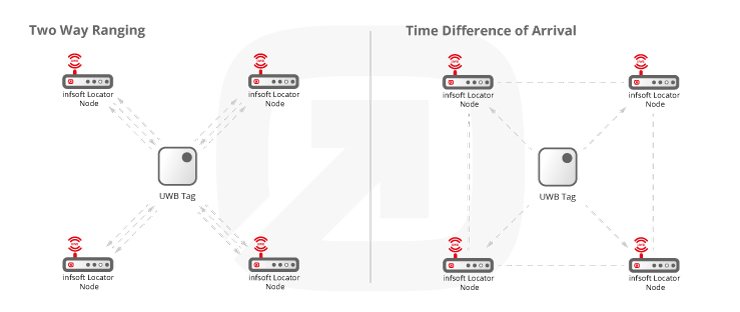 Two Way Ranging
infsoft Locator
Node
infsoft Locator
Node
UWB Tag
infsoft Locator
Node
infsoft Locator
Node
Time Difference of Arrival
infsoft Locator
Node
infsoft Locator
Node
UWB Tag
infsoft Locator
Node
infsoft Locator
Node